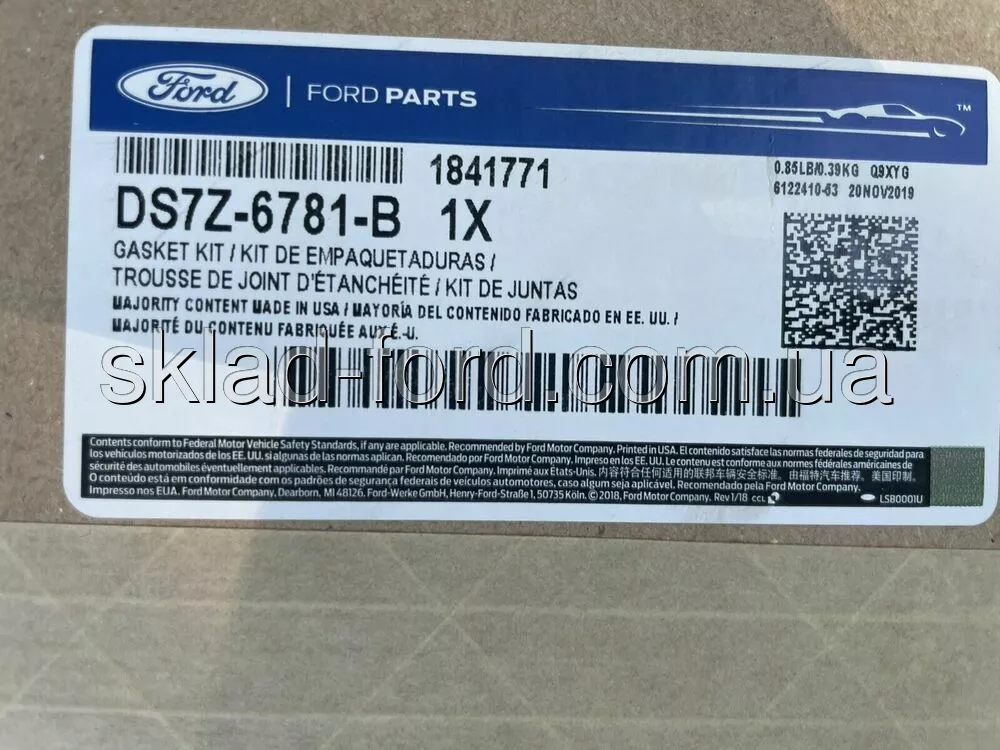 Ford | FORD PARTS
TM
1841771
0.85LB/0.39KG Q9XYG
6122410-53 20NOV2019
DS7Z-6781-B 1X
GASKET KIT / KIT DE EMPAQUETADURAS /
TROUSSE DE JOINT D'ÉTANCHÉITÉ / KIT DE JUNTAS
MAJORITY CONTENT MADE IN USA / MAYORÍA DEL CONTENIDO FABRICADO EN EE. UU. /
MAJORITÉ DU CONTENU FABRIQUÉE AUX É.-U.
sklad-ford.com.ua
Contents conform to Federal Motor Vehicle Safety Standards, if any are applicable. Recommended by Ford Motor Company. Printed in USA. El contenido satisface las normas federales de seguridad para
los vehículos motorizados de los EE. UU. si algunas de las normas aplican. Recomendado por Ford Motor Company. Impreso en los EE. UU. Le contenu est conforme aux normes fédérales américaines de
sécurité des automobiles éventuellement applicables. Recommandé par Ford Motor Company. Imprimé aux États-Unis. 内容符合任何适用的联邦车辆安全标准。由福特汽车推荐。美国印制。
O conteúdo está em conformidade com os padrões de segurança federais de veículos automotores, caso algum seja aplicável. Recomendado pela Ford Motor Company.
Impresso nos EUA. Ford Motor Company, Dearborn, MI 48126. Ford-Werke GmbH, Henry-Ford-Straße 1, 50735 Köln. © 2018, Ford Motor Company. Rev 1/18 CCL LSB0001U